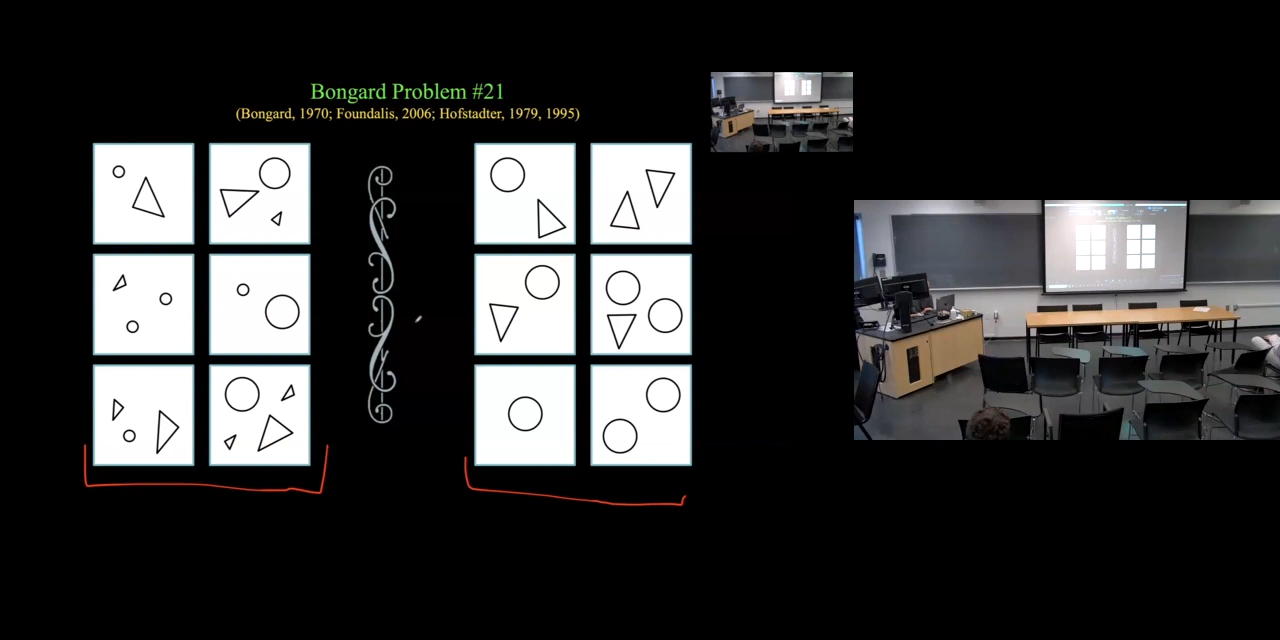 Bongard Problem #21
(Bongard, 1970; Foundalis, 2006; Hofstadter, 1979, 1995)